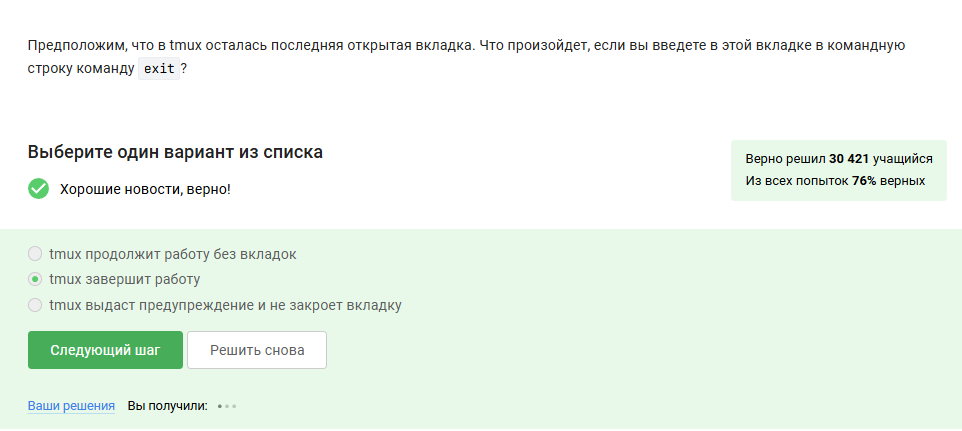 Предположим, что в tmux осталась последняя открытая вкладка. Что произойдет, если вы введете в этой вкладке в командную
строку команду exit ?
Выберите один вариант из списка
Хорошие новости, верно!
Верно решил 30 421 учащийся
Из всех попыток 76% верных
tmux продолжит работу без вкладок
tmux завершит работу
tmux выдаст предупреждение и не закроет вкладку
Следующий шаг
Решить снова
Ваши решения Вы получили: